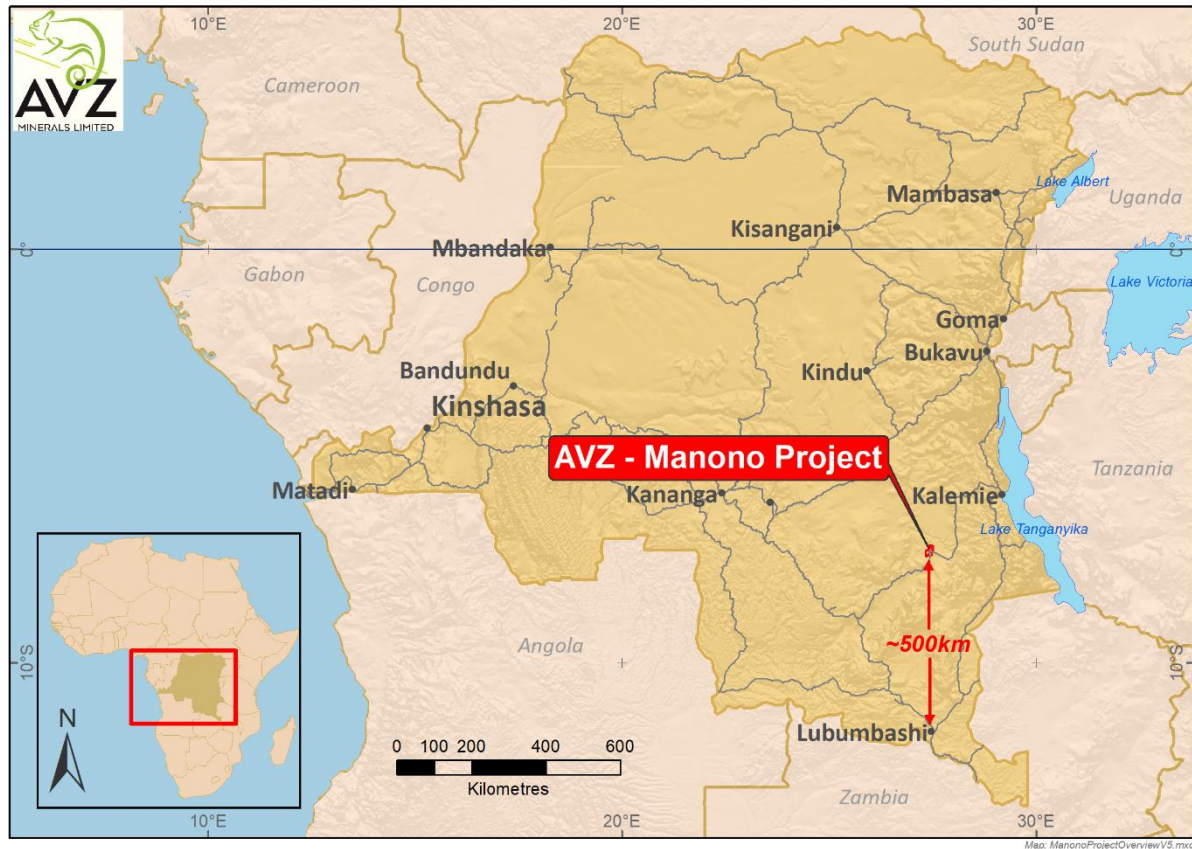 10°E
20°E
30°E
AVZ
MINERALS LIMITED
South Sudan
Cameroon
Mambasa
Lake Albert
Uganda
Kisangani
Mbandaka
0°
0°
Gabon
Congo
Lake Victoria
Goma
Bukavu
Bandundu
Kindu
Kinshasa
AVZ - Manono Project
Tanzania
Matadi
Kananga
Kalemie
Lake Tanganyika
Angola
~500km
10°S
10°S
N
Lubumbashi
0 100 200 400 600
Kilometres
Zambia
10°E
20°E
30°E
Map: ManonoProjectOverviewV5.mxd